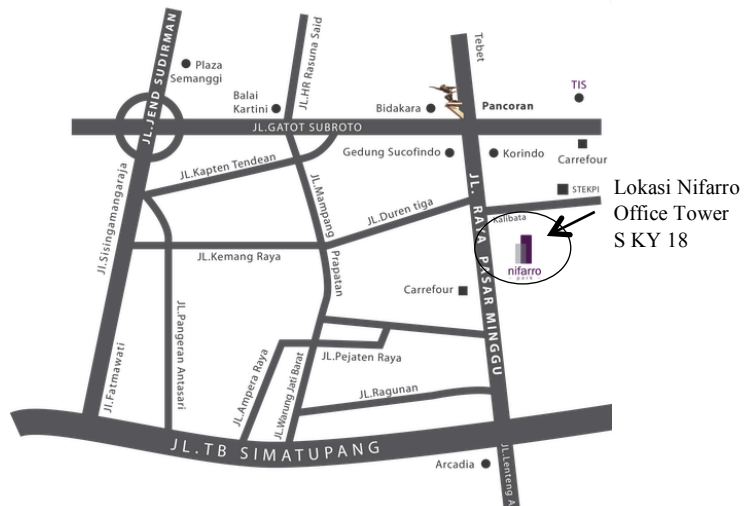 JL.JEND SUDIRMAN
Plaza
Semanggi
Balai
Kartini
JL.HR Rasuna Said
Tebet
Bidakara
Pancoran
TIS
JL.GATOT SUBROTO
JL.Kapten Tendean
Gedung Sucofindo
Korindo
Carrefour
STEKPI
Lokasi Nifarro
Office Tower
S KY 18
Jl.Sisingamangaraja
JL.Mampang
Prapatan
JL.Duren tiga
JL. RAYA PASAR MINGGU
Kalibata
nifarro
park
JL.Kemang Raya
Carrefour
JL.Pangeran Antasari
JL.Pejaten Raya
JL.Ampera Raya
JL.Warung Jati Barat
JL.Ragunan
Jl.Fatmawati
JL.TB SIMATUPANG
Arcadia
JL.Lenteng A